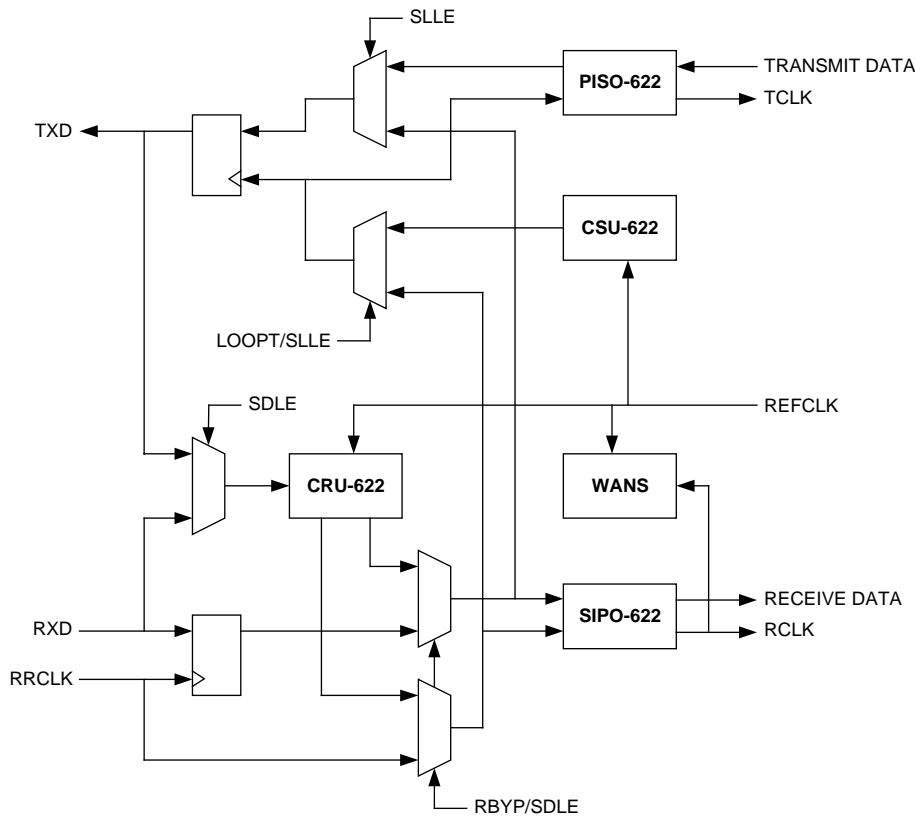 SLLE
PISO-622
TRANSMIT DATA
TCLK
TXD
CSU-622
LOOPT/SLLE
SDLE
REFCLK
CRU-622
WANS
SIPO-622
RECEIVE DATA
RCLK
RXD
RRCLK
RBYP/SDLE